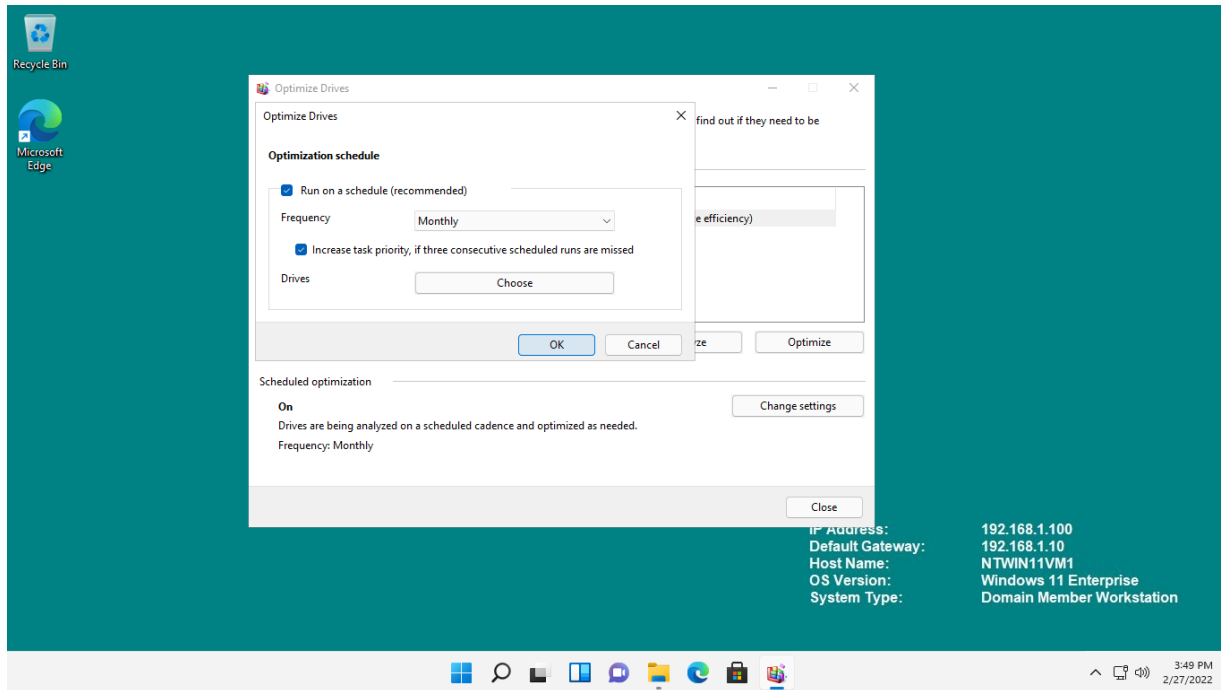 Recycle Bin
Microsoft
Edge
Optimize Drives
Optimize Drives
find out if they need to be
Optimization schedule
Run on a schedule (recommended)
Frequency
Monthly
e efficiency)
Increase task priority, if three consecutive scheduled runs are missed
Drives
Choose
OK
Cancel
ze
Optimize
Scheduled optimization
On
Change settings
Drives are being analyzed on a scheduled cadence and optimized as needed.
Frequency: Monthly
Close
IP Address: 192.168.1.100
Default Gateway: 192.168.1.10
Host Name: NTWIN11VM1
OS Version: Windows 11 Enterprise
System Type: Domain Member Workstation
3:49 PM
2/27/2022